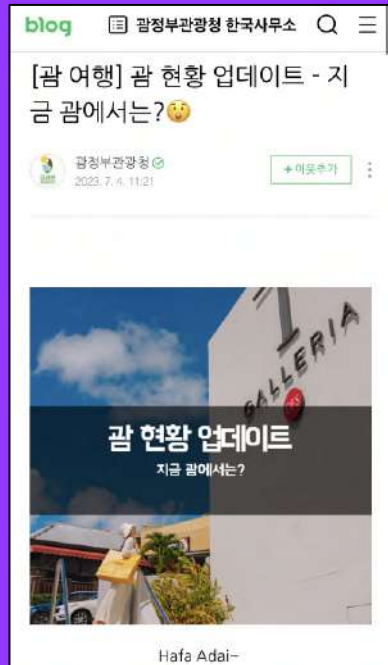 blog 괌정부관광청 한국사무소
[괌 여행] 괌 현황 업데이트 - 지
금 괌에서는?😲
괌정부관광청
2023. 7. 4. 11:21
+이웃추가
T GALLERIA
괌 현황 업데이트
지금 괌에서는?
Hafa Adai~